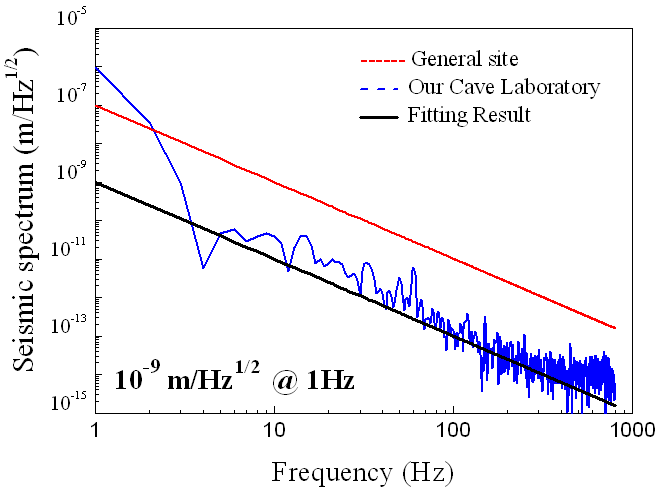 10^-5
10^-7
10^-9
10^-11
10^-13
10^-15
Seismic spectrum (m/Hz^1/2)
General site
Our Cave Laboratory
Fitting Result
10^-9 m/Hz^1/2 @ 1Hz
1 10 100 1000
Frequency (Hz)